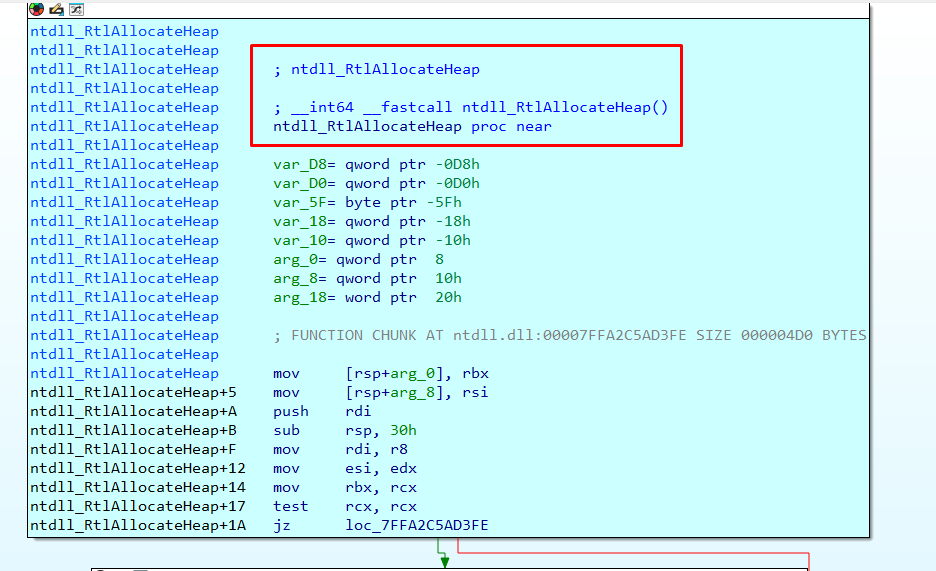 ntdll_RtlAllocateHeap
ntdll_RtlAllocateHeap
ntdll_RtlAllocateHeap ; ntdll_RtlAllocateHeap
ntdll_RtlAllocateHeap
ntdll_RtlAllocateHeap ; __int64 __fastcall ntdll_RtlAllocateHeap()
ntdll_RtlAllocateHeap ntdll_RtlAllocateHeap proc near
ntdll_RtlAllocateHeap
ntdll_RtlAllocateHeap var_D8= qword ptr -0D8h
ntdll_RtlAllocateHeap var_D0= qword ptr -0D0h
ntdll_RtlAllocateHeap var_5F= byte ptr -5Fh
ntdll_RtlAllocateHeap var_18= qword ptr -18h
ntdll_RtlAllocateHeap var_10= qword ptr -10h
ntdll_RtlAllocateHeap arg_0= qword ptr  8
ntdll_RtlAllocateHeap arg_8= qword ptr  10h
ntdll_RtlAllocateHeap arg_18= word ptr  20h
ntdll_RtlAllocateHeap
ntdll_RtlAllocateHeap ; FUNCTION CHUNK AT ntdll.dll:00007FFA2C5AD3FE SIZE 000004D0 BYTES
ntdll_RtlAllocateHeap
ntdll_RtlAllocateHeap mov [rsp+arg_0], rbx
ntdll_RtlAllocateHeap+5 mov [rsp+arg_8], rsi
ntdll_RtlAllocateHeap+A push rdi
ntdll_RtlAllocateHeap+B sub rsp, 30h
ntdll_RtlAllocateHeap+F mov rdi, r8
ntdll_RtlAllocateHeap+12 mov esi, edx
ntdll_RtlAllocateHeap+14 mov rbx, rcx
ntdll_RtlAllocateHeap+17 test rcx, rcx
ntdll_RtlAllocateHeap+1A jz loc_7FFA2C5AD3FE